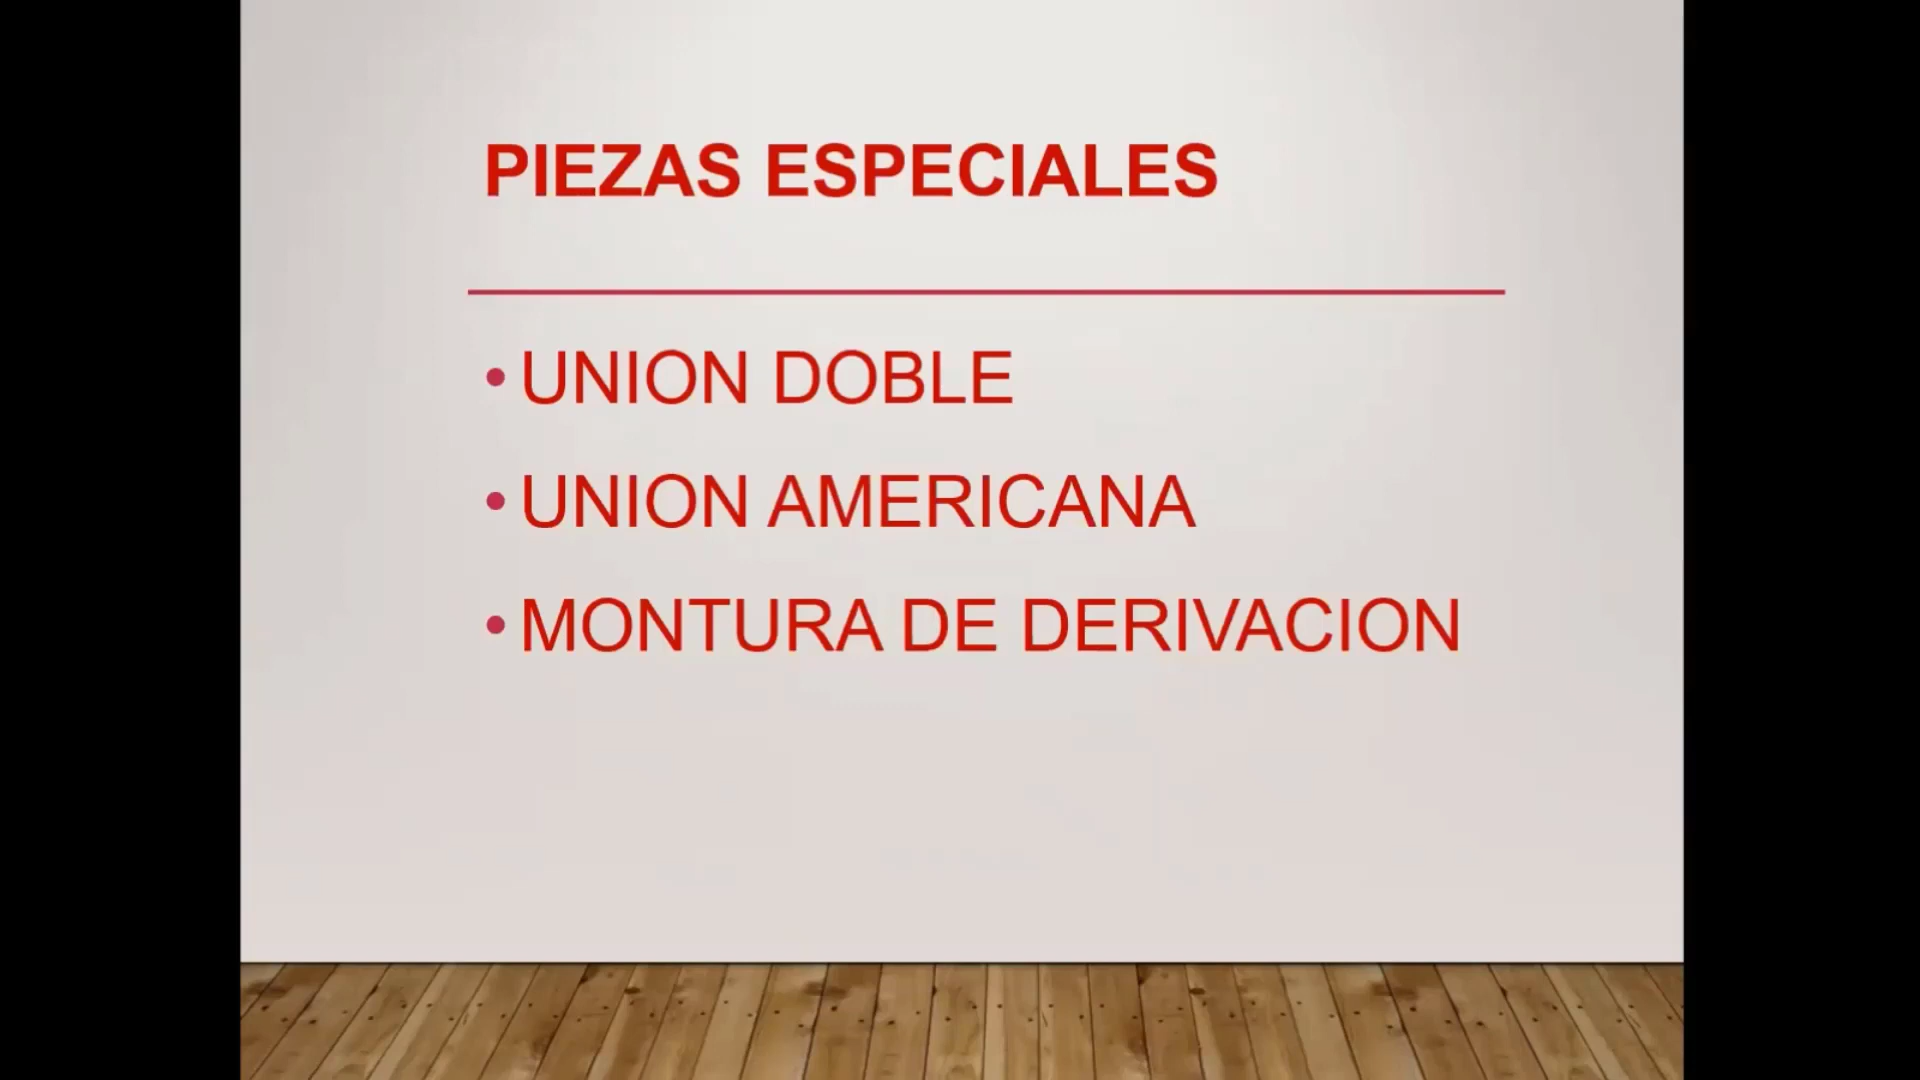 PIEZAS ESPECIALES
• UNION DOBLE
• UNION AMERICANA
• MONTURA DE DERIVACION